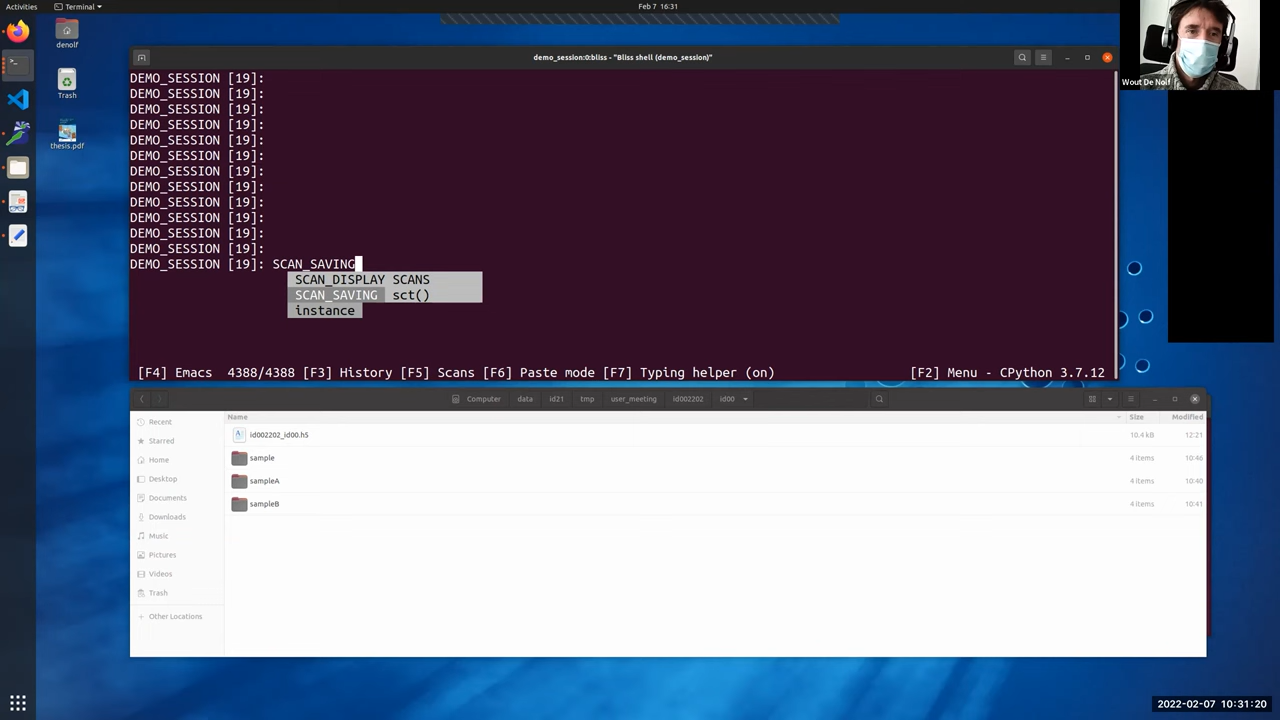 Activities
Terminal
Feb 7 16:31
denolf
Trash
thesis.pdf
demo_session:0:bliss - "Bliss shell (demo_session)"
Wout De Nolf
DEMO_SESSION [19]:
DEMO_SESSION [19]:
DEMO_SESSION [19]:
DEMO_SESSION [19]:
DEMO_SESSION [19]:
DEMO_SESSION [19]:
DEMO_SESSION [19]:
DEMO_SESSION [19]:
DEMO_SESSION [19]:
DEMO_SESSION [19]:
DEMO_SESSION [19]:
DEMO_SESSION [19]:
DEMO_SESSION [19]: SCAN_SAVING
SCAN_DISPLAY SCANS
SCAN_SAVING sct()
instance
[F4] Emacs 4388/4388 [F3] History [F5] Scans [F6] Paste mode [F7] Typing helper (on) [F2] Menu - CPython 3.7.12
Computer data id21 tmp user_meeting id002202 id00
Recent
Starred
Home
Desktop
Documents
Downloads
Music
Pictures
Videos
Trash
Other Locations
Name Size Modified
id002202_id00.h5 10.4 kB 12:21
sample 4 items 10:46
sampleA 4 items 10:40
sampleB 4 items 10:41
2022-02-07 10:31:20